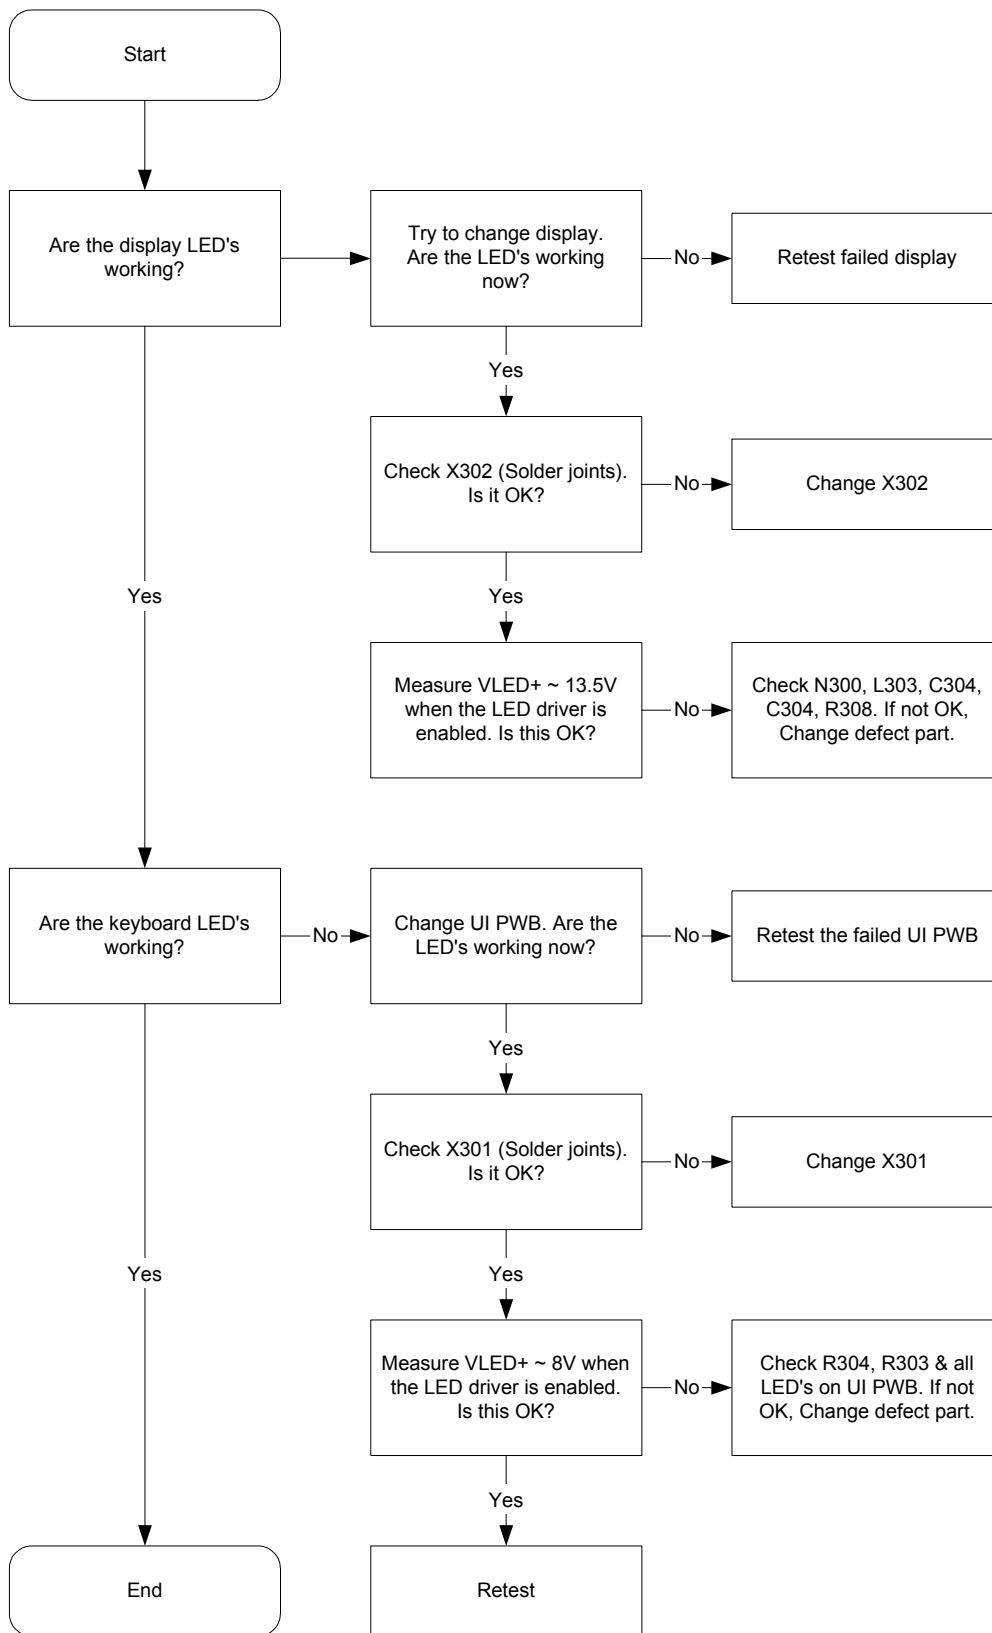 Start
Are the display LED's
working?
Try to change display.
Are the LED's working
now?
No
Retest failed display
Yes
Check X302 (Solder joints).
Is it OK?
No
Change X302
Yes
Yes
Measure VLED+ ~ 13.5V
when the LED driver is
enabled. Is this OK?
No
Check N300, L303, C304,
C304, R308. If not OK,
Change defect part.
Are the keyboard LED's
working?
No
Change UI PWB. Are the
LED's working now?
No
Retest the failed UI PWB
Yes
Check X301 (Solder joints).
Is it OK?
No
Change X301
Yes
Yes
Measure VLED+ ~ 8V when
the LED driver is enabled.
Is this OK?
No
Check R304, R303 & all
LED's on UI PWB. If not
OK, Change defect part.
Yes
End
Retest